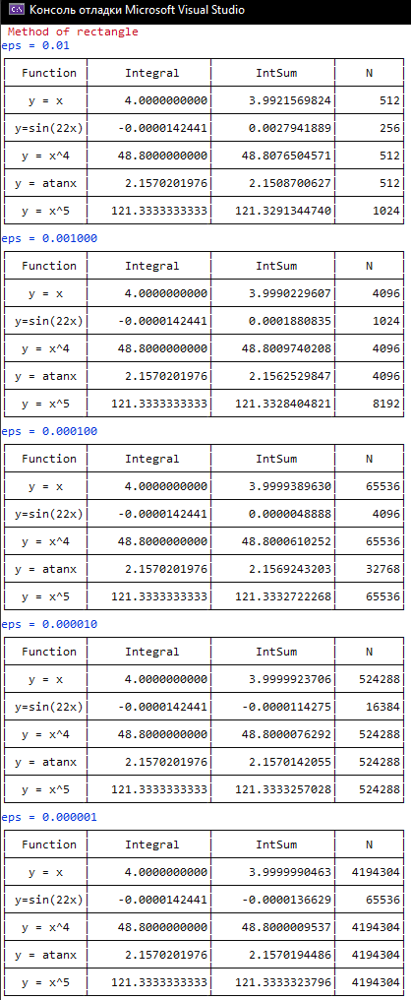 Консоль отладки Microsoft Visual Studio
Method of rectangle
eps = 0.01
Function Integral IntSum N
y = x 4.0000000000 3.9921569824 512
y=sin(22x) -0.0000142441 0.0027941889 256
y = x^4 48.8000000000 48.8076504571 512
y = atanx 2.1570201976 2.1508700627 512
y = x^5 121.3333333333 121.3291344740 1024
eps = 0.001000
Function Integral IntSum N
y = x 4.0000000000 3.9990229607 4096
y=sin(22x) -0.0000142441 0.0001880835 1024
y = x^4 48.8000000000 48.8009740208 4096
y = atanx 2.1570201976 2.1562529847 4096
y = x^5 121.3333333333 121.3328404821 8192
eps = 0.000100
Function Integral IntSum N
y = x 4.0000000000 3.9999389630 65536
y=sin(22x) -0.0000142441 0.0000048888 4096
y = x^4 48.8000000000 48.8000610252 65536
y = atanx 2.1570201976 2.1569243203 32768
y = x^5 121.3333333333 121.3332722268 65536
eps = 0.000010
Function Integral IntSum N
y = x 4.0000000000 3.9999923706 524288
y=sin(22x) -0.0000142441 -0.0000114275 16384
y = x^4 48.8000000000 48.8000076292 524288
y = atanx 2.1570201976 2.1570142055 524288
y = x^5 121.3333333333 121.3333257028 524288
eps = 0.000001
Function Integral IntSum N
y = x 4.0000000000 3.9999990463 4194304
y=sin(22x) -0.0000142441 -0.0000136629 65536
y = x^4 48.8000000000 48.8000009537 4194304
y = atanx 2.1570201976 2.1570194486 4194304
y = x^5 121.3333333333 121.3333323796 4194304